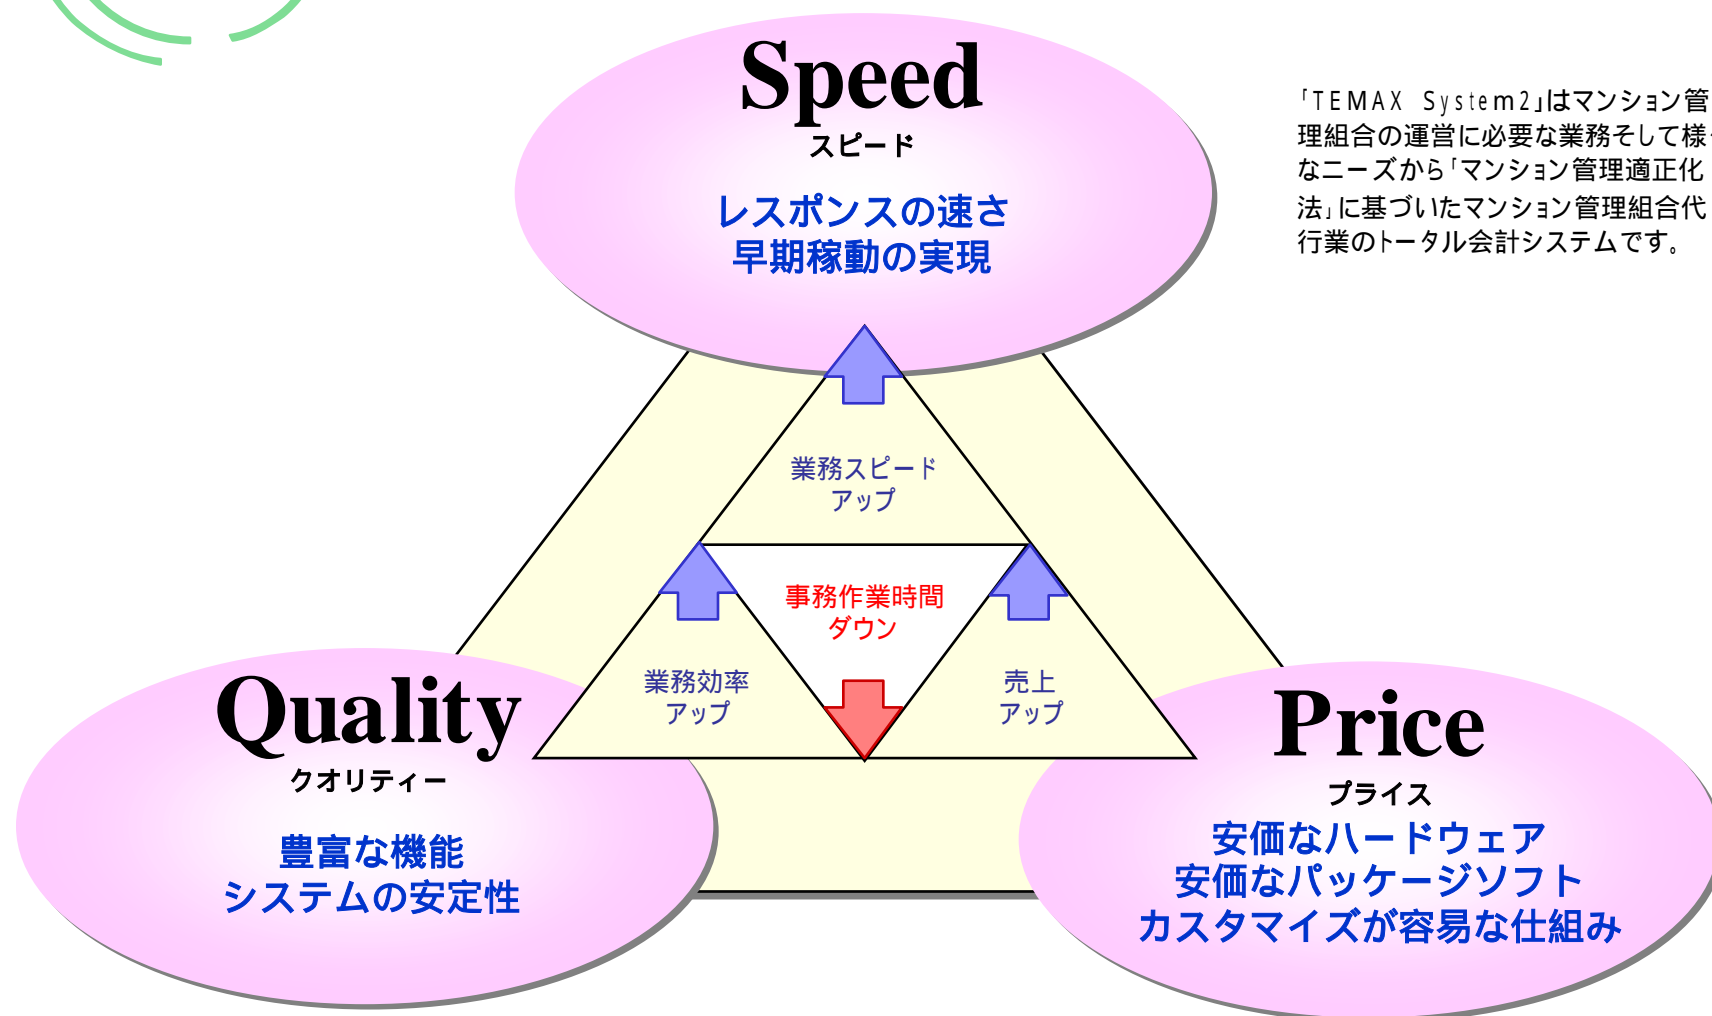 Speed
スピード
レスポンスの速さ
早期稼動の実現
「TEMAX System2」はマンション管
理組合の運営に必要な業務そして様々
なニーズから「マンション管理適正化
法」に基づいたマンション管理組合代
行業のトータル会計システムです。
業務スピード
アップ
事務作業時間
ダウン
業務効率
アップ
売上
アップ
Quality
クオリティー
豊富な機能
システムの安定性
Price
プライス
安価なハードウェア
安価なパッケージソフト
カスタマイズが容易な仕組み